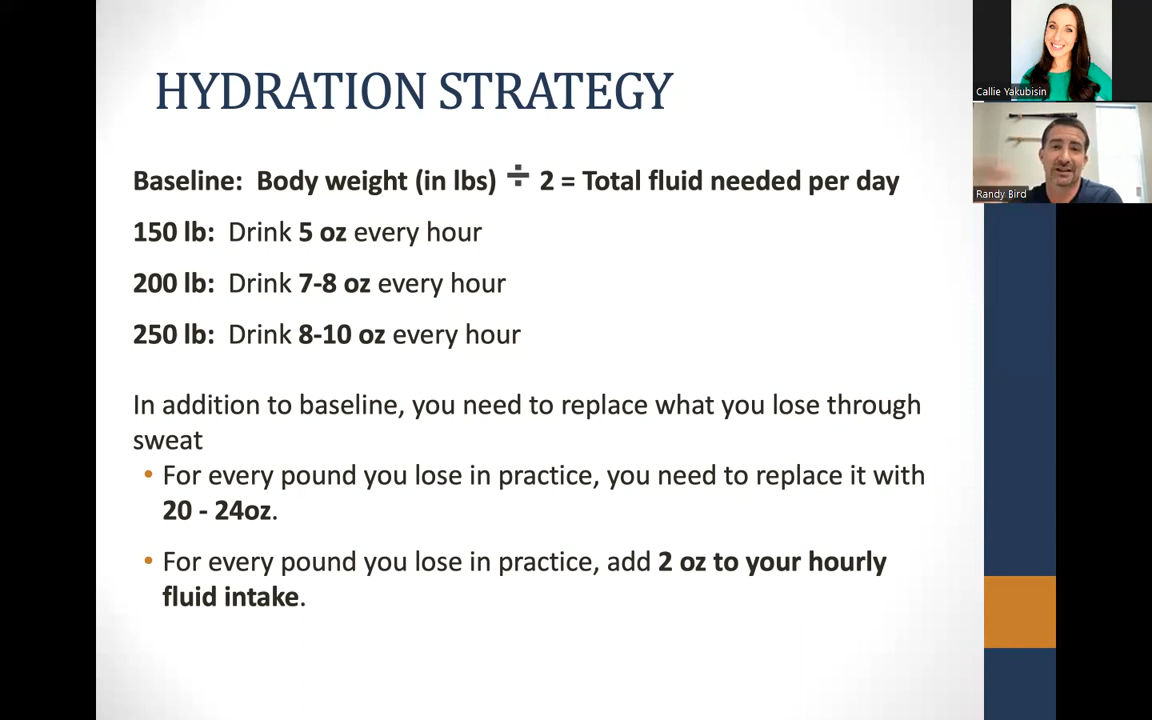 HYDRATION STRATEGY
Baseline: Body weight (in lbs) ÷ 2 = Total fluid needed per day
150 lb: Drink 5 oz every hour
200 lb: Drink 7-8 oz every hour
250 lb: Drink 8-10 oz every hour
In addition to baseline, you need to replace what you lose through
sweat
• For every pound you lose in practice, you need to replace it with
20 - 24oz.
• For every pound you lose in practice, add 2 oz to your hourly
fluid intake.
Callie Yakubisin
Randy Bird